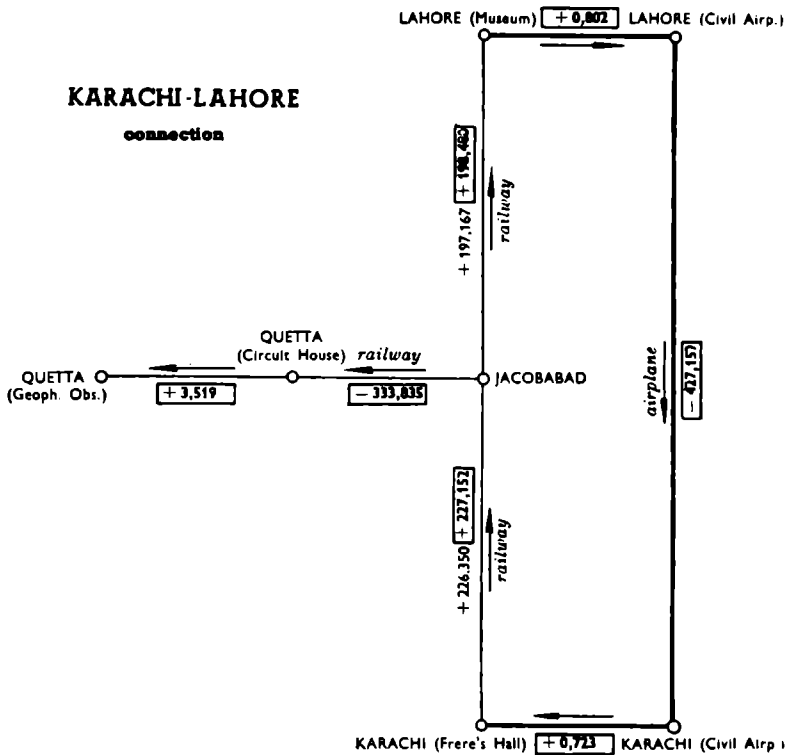 LAHORE (Museum) + 0,802 LAHORE (Civil Airp.)
KARACHI-LAHORE
connection
+ 197,167 + 198,480
railway
QUETTA
(Circuit House) railway
QUETTA
(Geoph. Obs.)
+ 3,519
− 333,835
JACOBABAD
airplane
− 427,157
+ 226.350 + 227,152
railway
KARACHI (Frere's Hall) + 0,723 KARACHI (Civil Airp